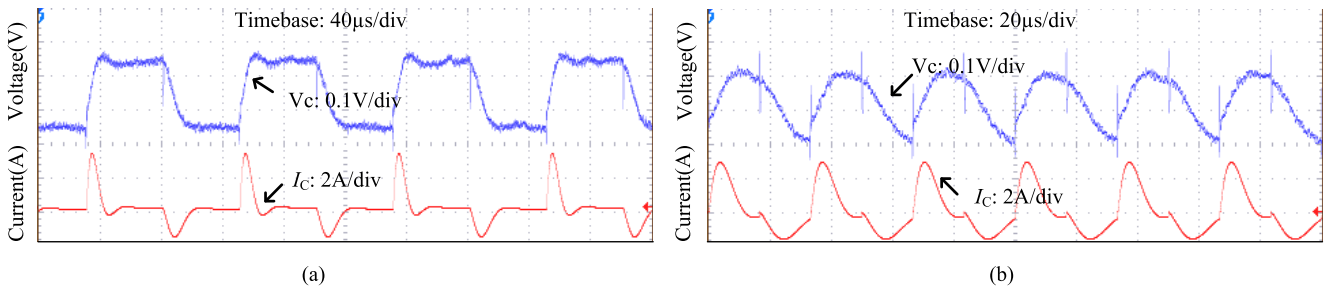 Timebase: 40µs/div
Voltage(V)
Vc: 0.1V/div
Current(A)
IC: 2A/div
(a)
Timebase: 20µs/div
Voltage(V)
Vc: 0.1V/div
Current(A)
IC: 2A/div
(b)